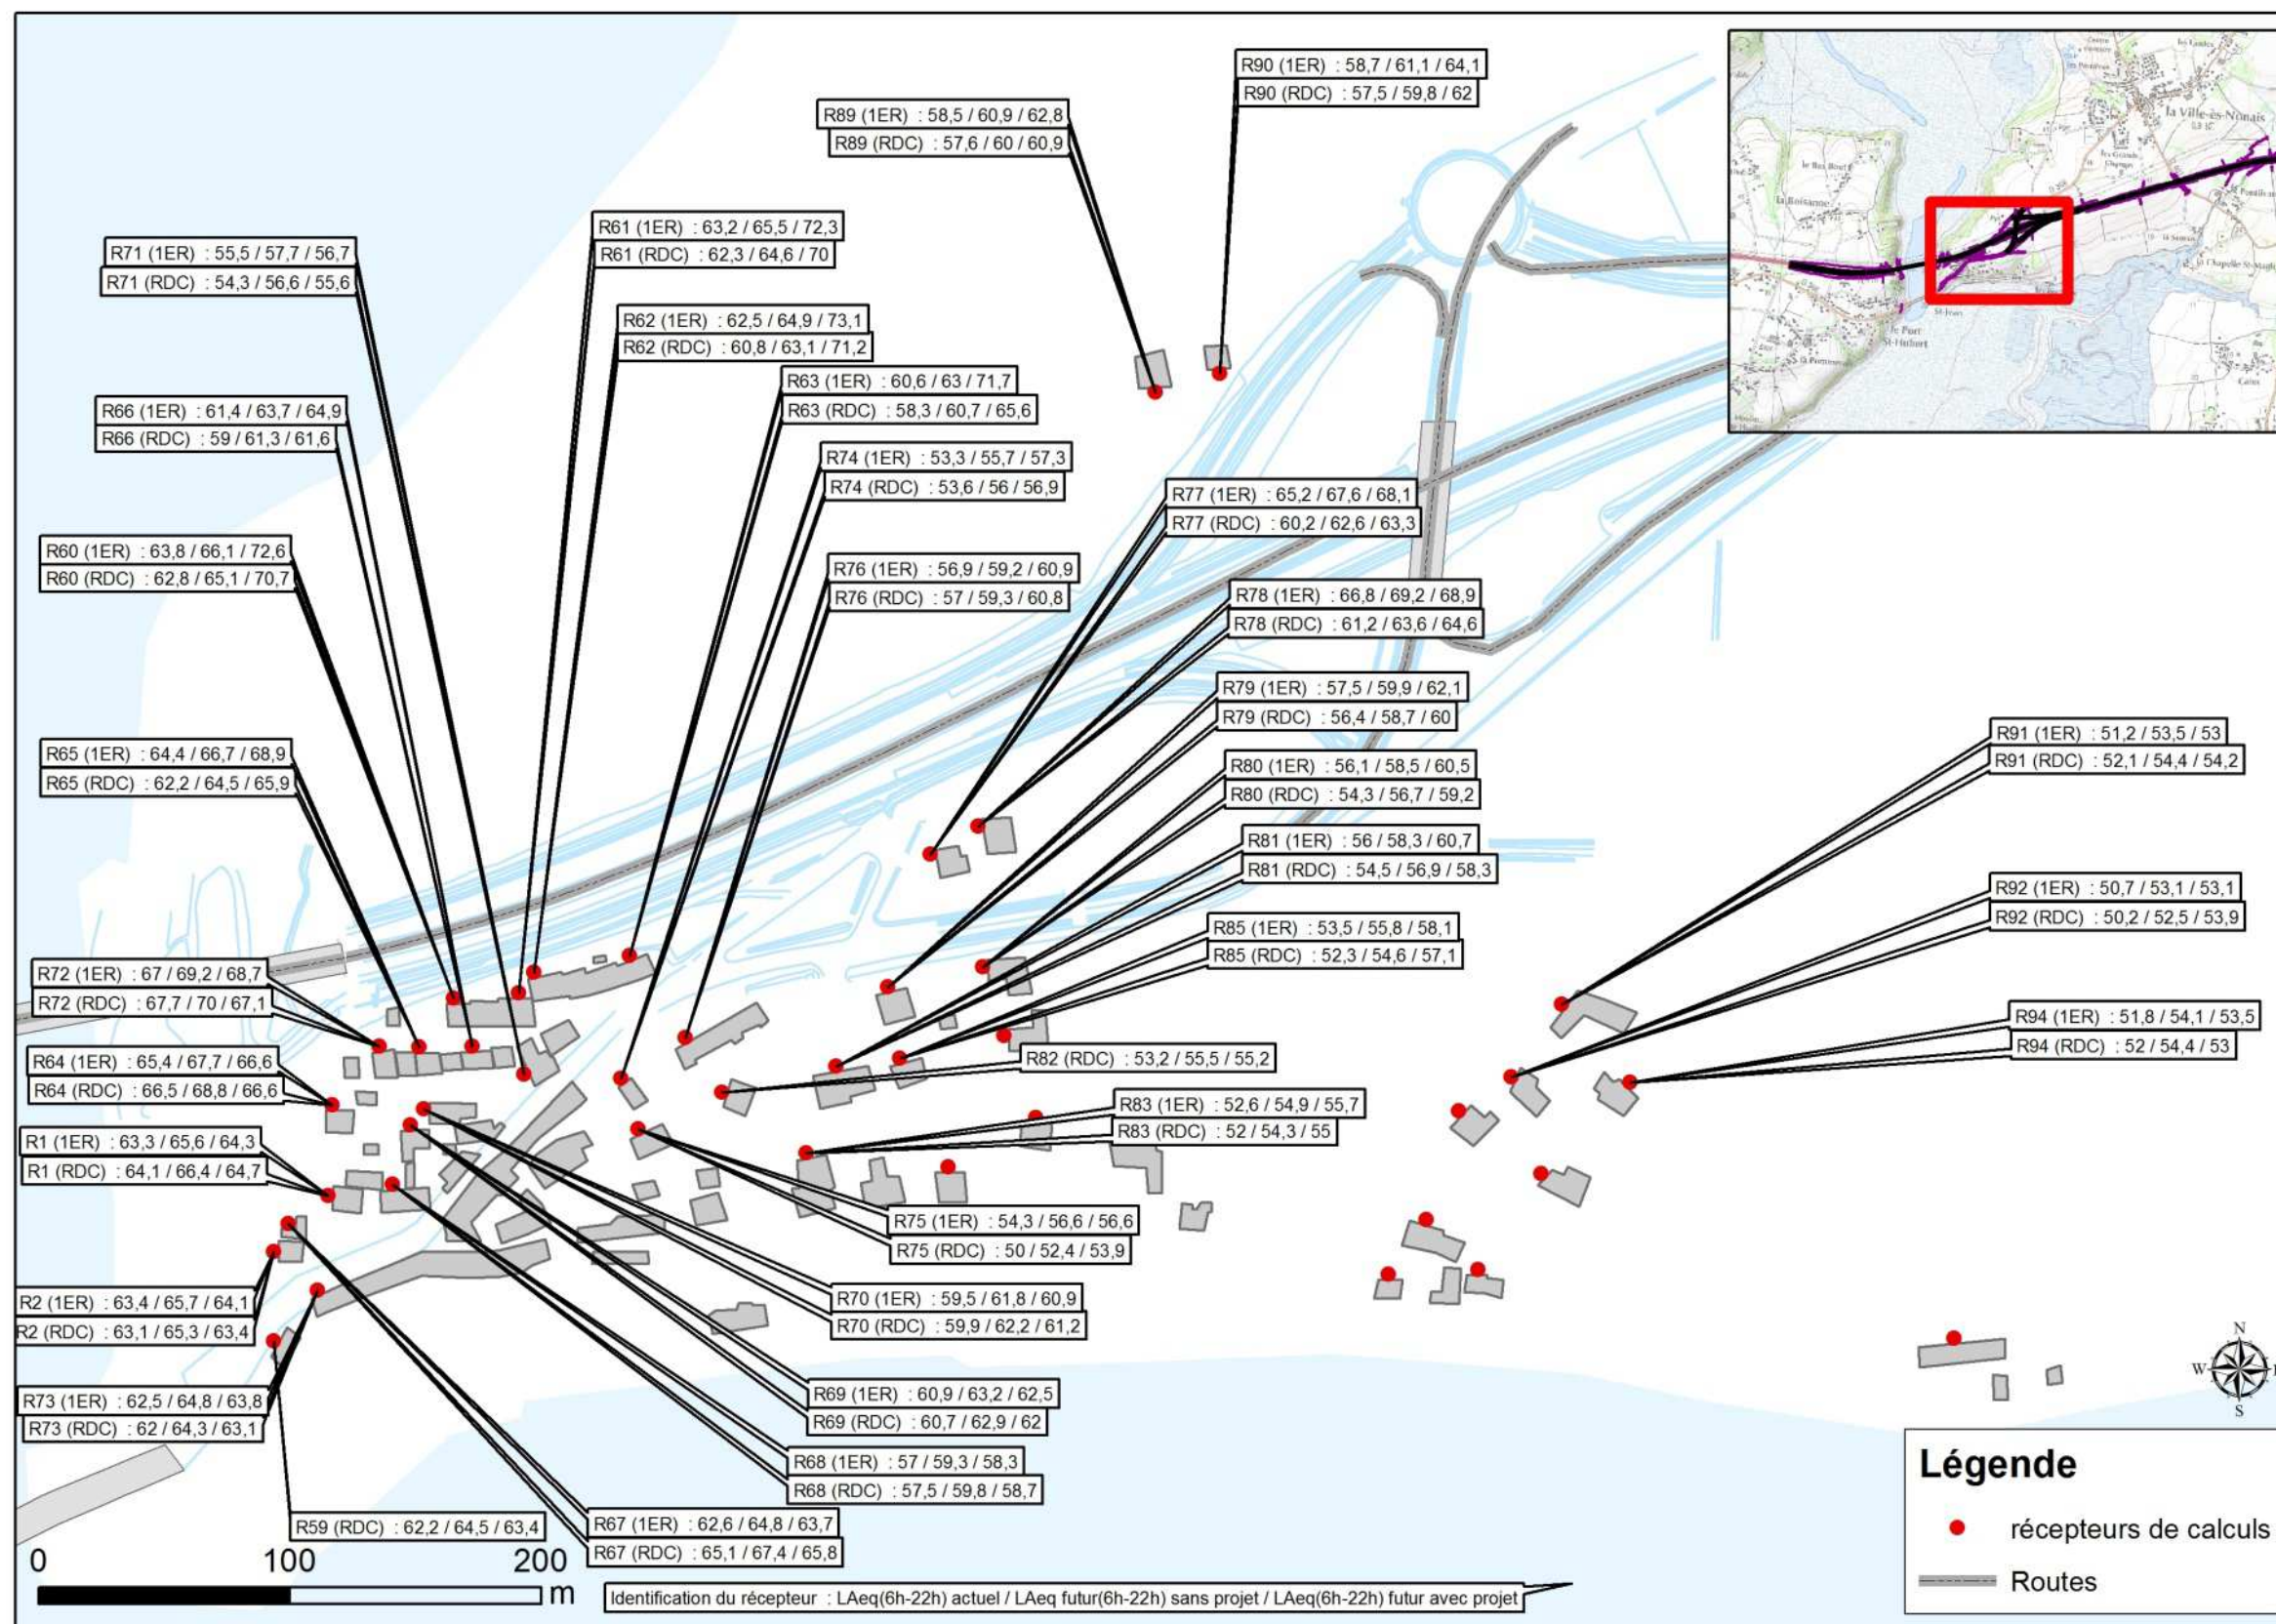 R90 (1ER) : 58,7 / 61,1 / 64,1
R90 (RDC) : 57,5 / 59,8 / 62
R89 (1ER) : 58,5 / 60,9 / 62,8
R89 (RDC) : 57,6 / 60 / 60,9
la Ville-ès-Nonais
la Boisanne
le Port
St-Hubert
R61 (1ER) : 63,2 / 65,5 / 72,3
R61 (RDC) : 62,3 / 64,6 / 70
R71 (1ER) : 55,5 / 57,7 / 56,7
R71 (RDC) : 54,3 / 56,6 / 55,6
R62 (1ER) : 62,5 / 64,9 / 73,1
R62 (RDC) : 60,8 / 63,1 / 71,2
R63 (1ER) : 60,6 / 63 / 71,7
R63 (RDC) : 58,3 / 60,7 / 65,6
R66 (1ER) : 61,4 / 63,7 / 64,9
R66 (RDC) : 59 / 61,3 / 61,6
R74 (1ER) : 53,3 / 55,7 / 57,3
R74 (RDC) : 53,6 / 56 / 56,9
R77 (1ER) : 65,2 / 67,6 / 68,1
R77 (RDC) : 60,2 / 62,6 / 63,3
R60 (1ER) : 63,8 / 66,1 / 72,6
R60 (RDC) : 62,8 / 65,1 / 70,7
R76 (1ER) : 56,9 / 59,2 / 60,9
R76 (RDC) : 57 / 59,3 / 60,8
R78 (1ER) : 66,8 / 69,2 / 68,9
R78 (RDC) : 61,2 / 63,6 / 64,6
R79 (1ER) : 57,5 / 59,9 / 62,1
R79 (RDC) : 56,4 / 58,7 / 60
R65 (1ER) : 64,4 / 66,7 / 68,9
R65 (RDC) : 62,2 / 64,5 / 65,9
R80 (1ER) : 56,1 / 58,5 / 60,5
R80 (RDC) : 54,3 / 56,7 / 59,2
R91 (1ER) : 51,2 / 53,5 / 53
R91 (RDC) : 52,1 / 54,4 / 54,2
R81 (1ER) : 56 / 58,3 / 60,7
R81 (RDC) : 54,5 / 56,9 / 58,3
R92 (1ER) : 50,7 / 53,1 / 53,1
R92 (RDC) : 50,2 / 52,5 / 53,9
R85 (1ER) : 53,5 / 55,8 / 58,1
R85 (RDC) : 52,3 / 54,6 / 57,1
R72 (1ER) : 67 / 69,2 / 68,7
R72 (RDC) : 67,7 / 70 / 67,1
R94 (1ER) : 51,8 / 54,1 / 53,5
R94 (RDC) : 52 / 54,4 / 53
R64 (1ER) : 65,4 / 67,7 / 66,6
R64 (RDC) : 66,5 / 68,8 / 66,6
R82 (RDC) : 53,2 / 55,5 / 55,2
R83 (1ER) : 52,6 / 54,9 / 55,7
R83 (RDC) : 52 / 54,3 / 55
R1 (1ER) : 63,3 / 65,6 / 64,3
R1 (RDC) : 64,1 / 66,4 / 64,7
R75 (1ER) : 54,3 / 56,6 / 56,6
R75 (RDC) : 50 / 52,4 / 53,9
R2 (1ER) : 63,4 / 65,7 / 64,1
R2 (RDC) : 63,1 / 65,3 / 63,4
R70 (1ER) : 59,5 / 61,8 / 60,9
R70 (RDC) : 59,9 / 62,2 / 61,2
R73 (1ER) : 62,5 / 64,8 / 63,8
R73 (RDC) : 62 / 64,3 / 63,1
R69 (1ER) : 60,9 / 63,2 / 62,5
R69 (RDC) : 60,7 / 62,9 / 62
R68 (1ER) : 57 / 59,3 / 58,3
R68 (RDC) : 57,5 / 59,8 / 58,7
R59 (RDC) : 62,2 / 64,5 / 63,4
R67 (1ER) : 62,6 / 64,8 / 63,7
R67 (RDC) : 65,1 / 67,4 / 65,8
N
W
S
Légende
récepteurs de calculs
Routes
0 100 200
m
Identification du récepteur : LAeq(6h-22h) actuel / LAeq futur(6h-22h) sans projet / LAeq(6h-22h) futur avec projet